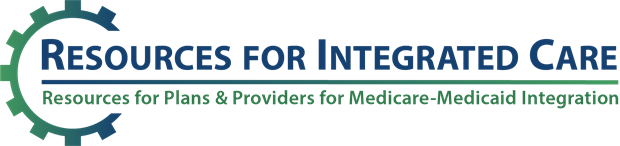 RESOURCES FOR INTEGRATED CARE
Resources for Plans & Providers for Medicare-Medicaid Integration